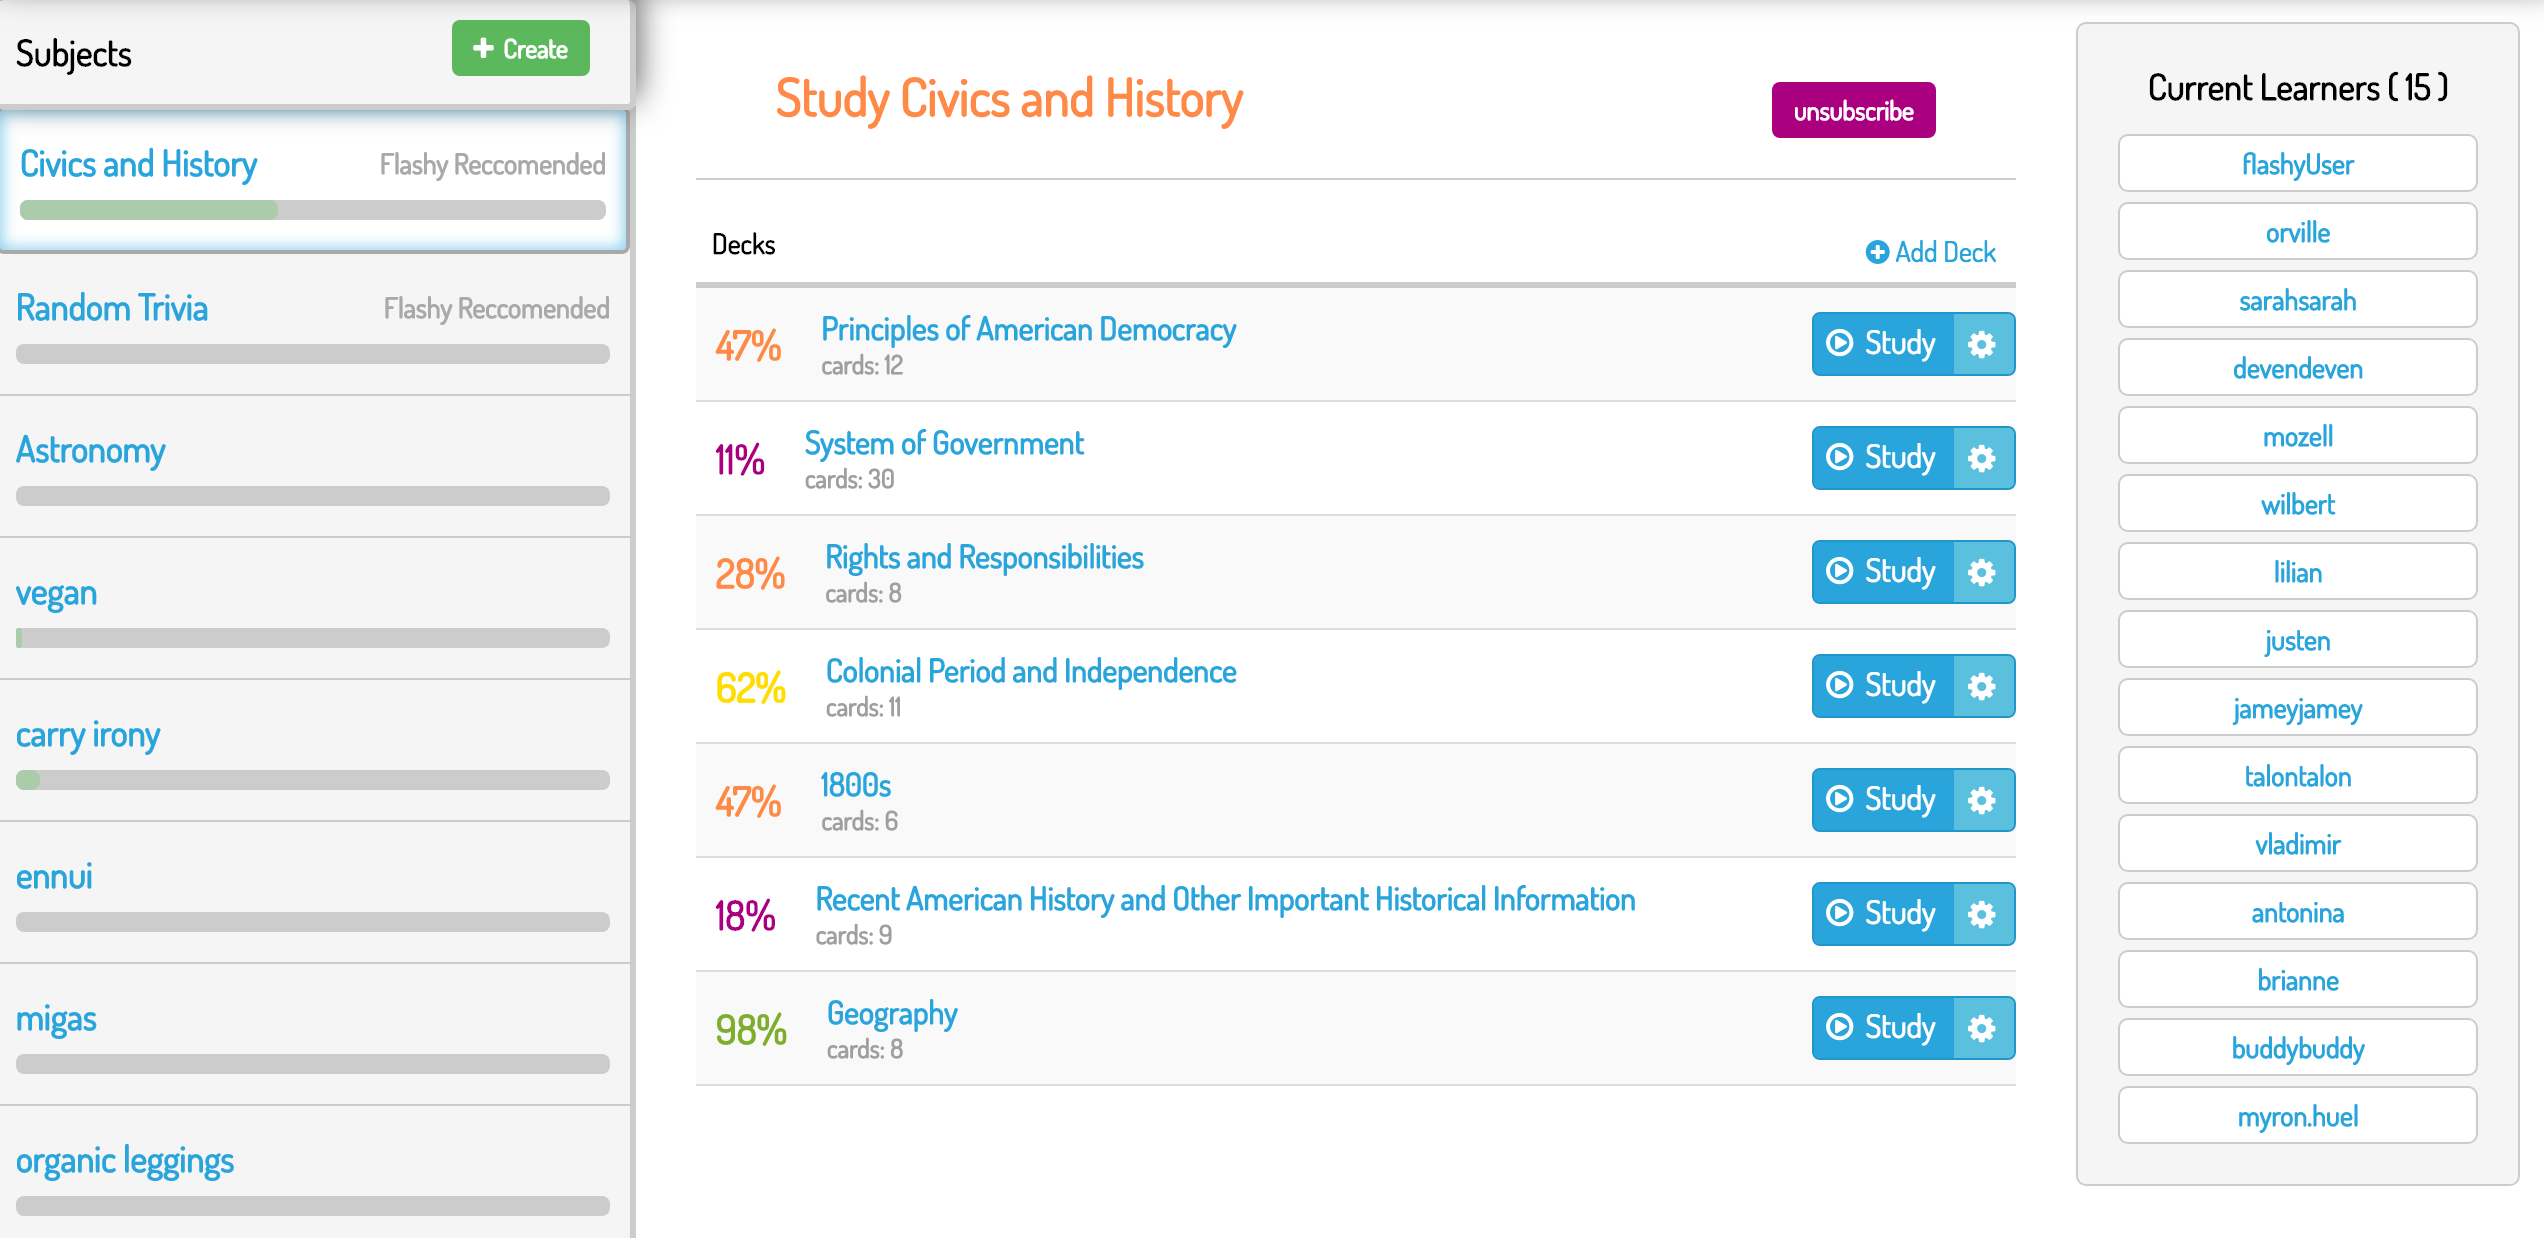 Subjects
Create
Civics and History
Flashy Reccomended
Random Trivia
Flashy Reccomended
Astronomy
vegan
carry irony
ennui
migas
organic leggings
Study Civics and History
unsubscribe
Decks
Add Deck
47%
Principles of American Democracy
cards: 12
Study
11%
System of Government
cards: 30
Study
28%
Rights and Responsibilities
cards: 8
Study
62%
Colonial Period and Independence
cards: 11
Study
47%
1800s
cards: 6
Study
18%
Recent American History and Other Important Historical Information
cards: 9
Study
98%
Geography
cards: 8
Study
Current Learners ( 15 )
flashyUser
orville
sarahsarah
devendeven
mozell
wilbert
lilian
justen
jameyjamey
talontalon
vladimir
antonina
brianne
buddybuddy
myron.huel